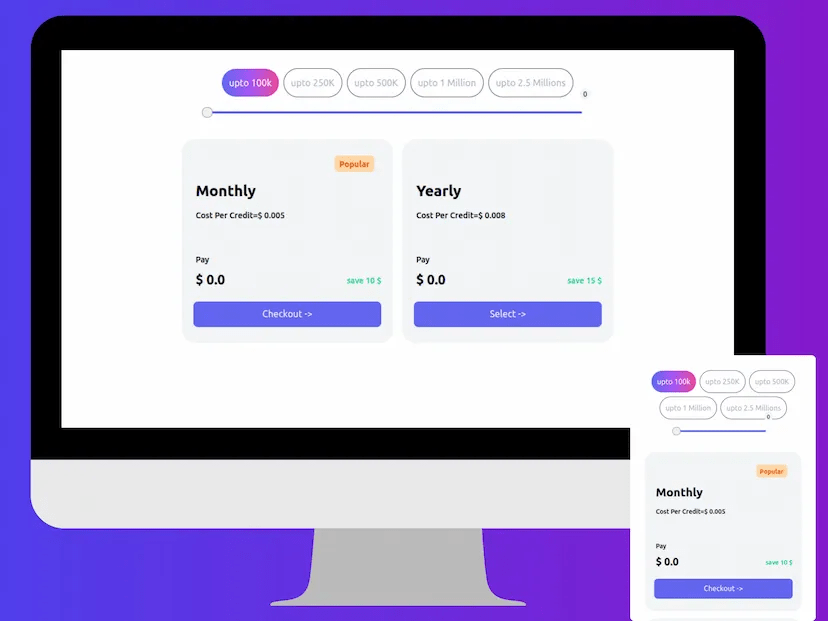 upto 100k upto 250K upto 500K upto 1 Million upto 2.5 Millions
0
Popular
Monthly
Cost Per Credit=$ 0.005
Pay
$ 0.0 save 10 $
Checkout ->
Yearly
Cost Per Credit=$ 0.008
Pay
$ 0.0 save 15 $
Select ->
upto 100k upto 250K upto 500K
upto 1 Million upto 2.5 Millions
0
Popular
Monthly
Cost Per Credit=$ 0.005
Pay
$ 0.0 save 10 $
Checkout ->